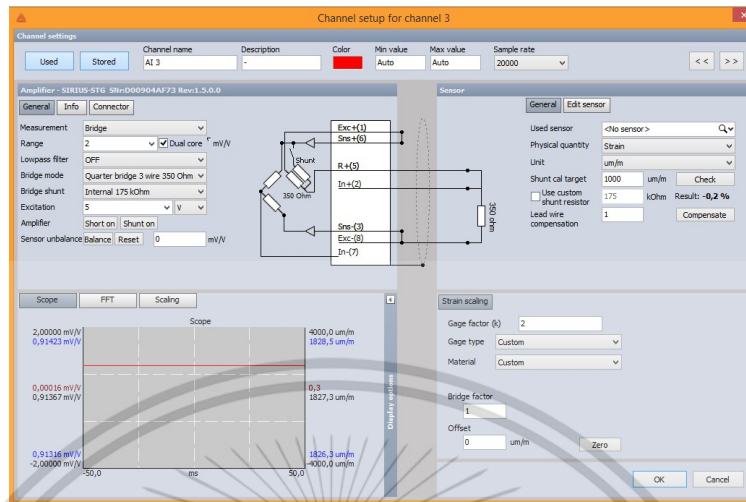 Channel setup for channel 3
Channel settings
Used
Stored
Channel name
AI 3
Description
-
Color
Min value
Auto
Max value
Auto
Sample rate
20000
<<
>>
Amplifier - SIRIUS-STG SNr:D00904AF73 Rev:1.5.0.0
General
Info
Connector
Measurement Bridge
Range 2 Dual core mV/V
Lowpass filter OFF
Bridge mode Quarter bridge 3 wire 350 Ohm
Bridge shunt Internal 175 kOhm
Excitation 5 V
Amplifier Short on Shunt on
Sensor unbalance Balance Reset 0 mV/V
Exc+(1)
Sns+(6)
Shunt
R+(5)
350 Ohm
In+(2)
Sns-(3)
Exc-(8)
In-(7)
350 ohm
Sensor
General
Edit sensor
Used sensor <No sensor>
Physical quantity Strain
Unit um/m
Shunt cal target 1000 um/m Check
Use custom shunt resistor 175 kOhm Result: -0,2 %
Lead wire compensation 1 Compensate
Scope
FFT
Scaling
Scope
2,00000 mV/V
0,91423 mV/V
4000,0 um/m
1828,5 um/m
0,00016 mV/V
0,91367 mV/V
0,3
1827,3 um/m
0,91316 mV/V
-2,00000 mV/V
1826,3 um/m
-4000,0 um/m
-50,0
ms
50,0
Display options
Strain scaling
Gage factor (k) 2
Gage type Custom
Material Custom
Bridge factor
1
Offset
0 um/m
Zero
OK
Cancel